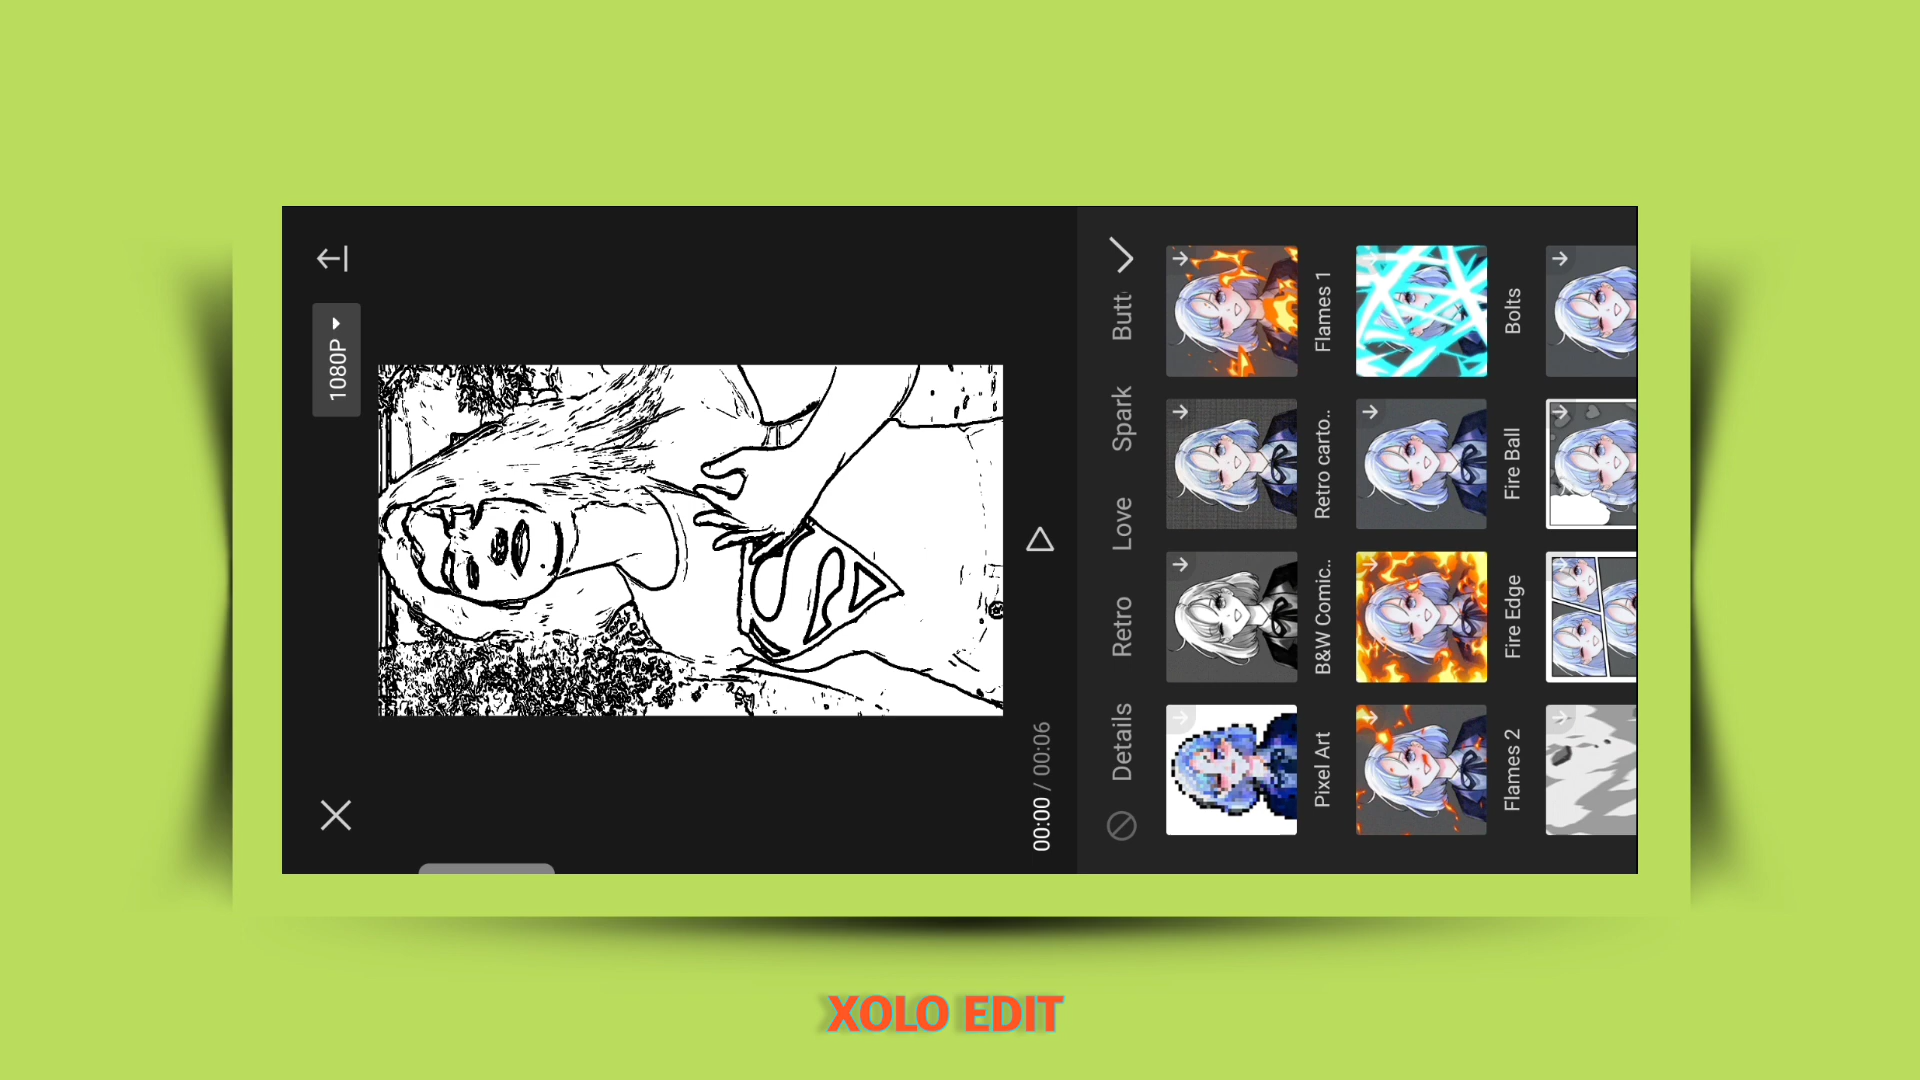 1080P
00:00 / 00:06
Details Retro Love Spark Butt
Pixel Art B&W Comic.. Retro carto.. Flames 1
Flames 2 Fire Edge Fire Ball Bolts
XOLO EDIT